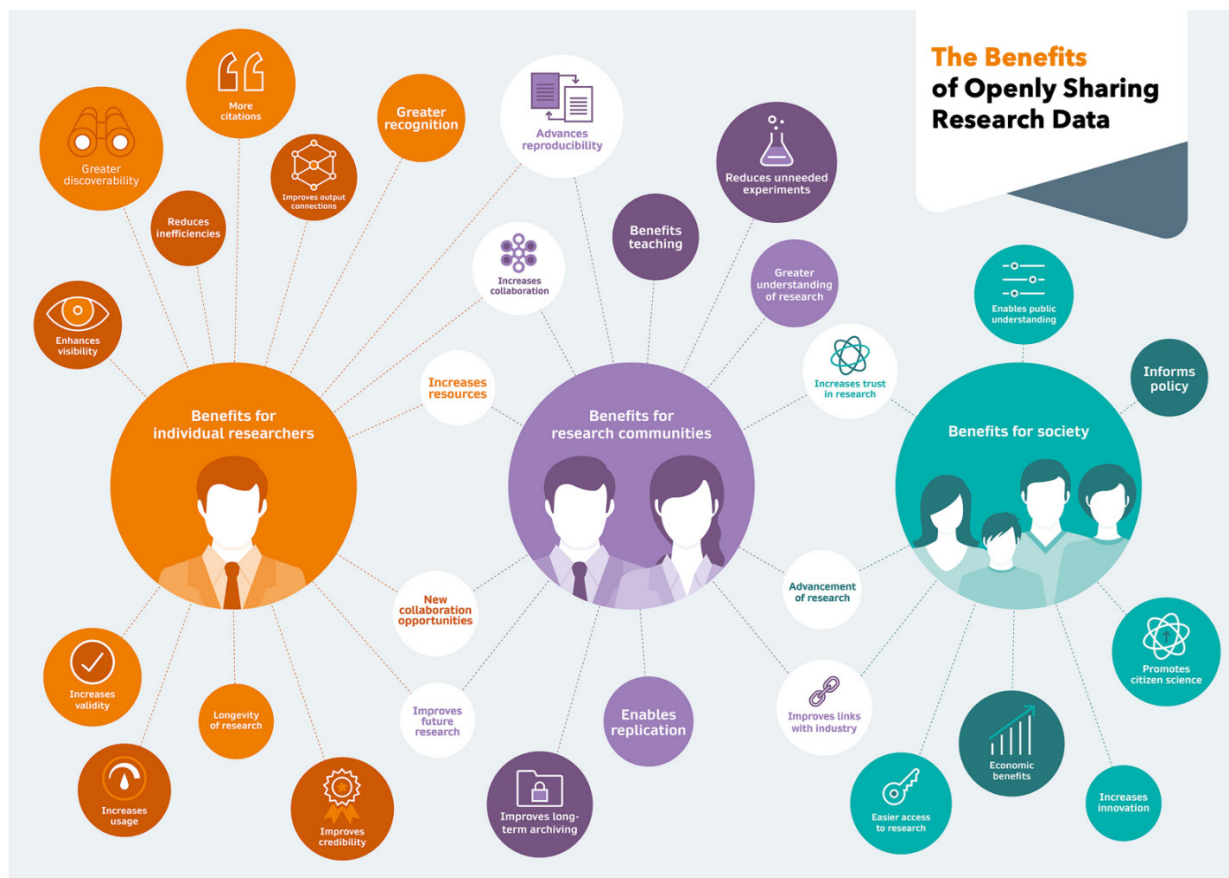 The Benefits
of Openly Sharing
Research Data
More
citations
Greater
discoverability
Reduces
inefficiencies
Improves output
connections
Greater
recognition
Advances
reproducibility
Reduces unneeded
experiments
Benefits
teaching
Increases
collaboration
Greater
understanding
of research
Enables public
understanding
Enhances
visibility
Increases
resources
Increases trust
in research
Informs
policy
Benefits for
individual researchers
Benefits for
research communities
Benefits for society
New
collaboration
opportunities
Advancement
of research
Increases
validity
Longevity
of research
Improves
future
research
Enables
replication
Improves links
with industry
Promotes
citizen science
Increases
usage
Improves
credibility
Improves long-
term archiving
Easier access
to research
Economic
benefits
Increases
innovation